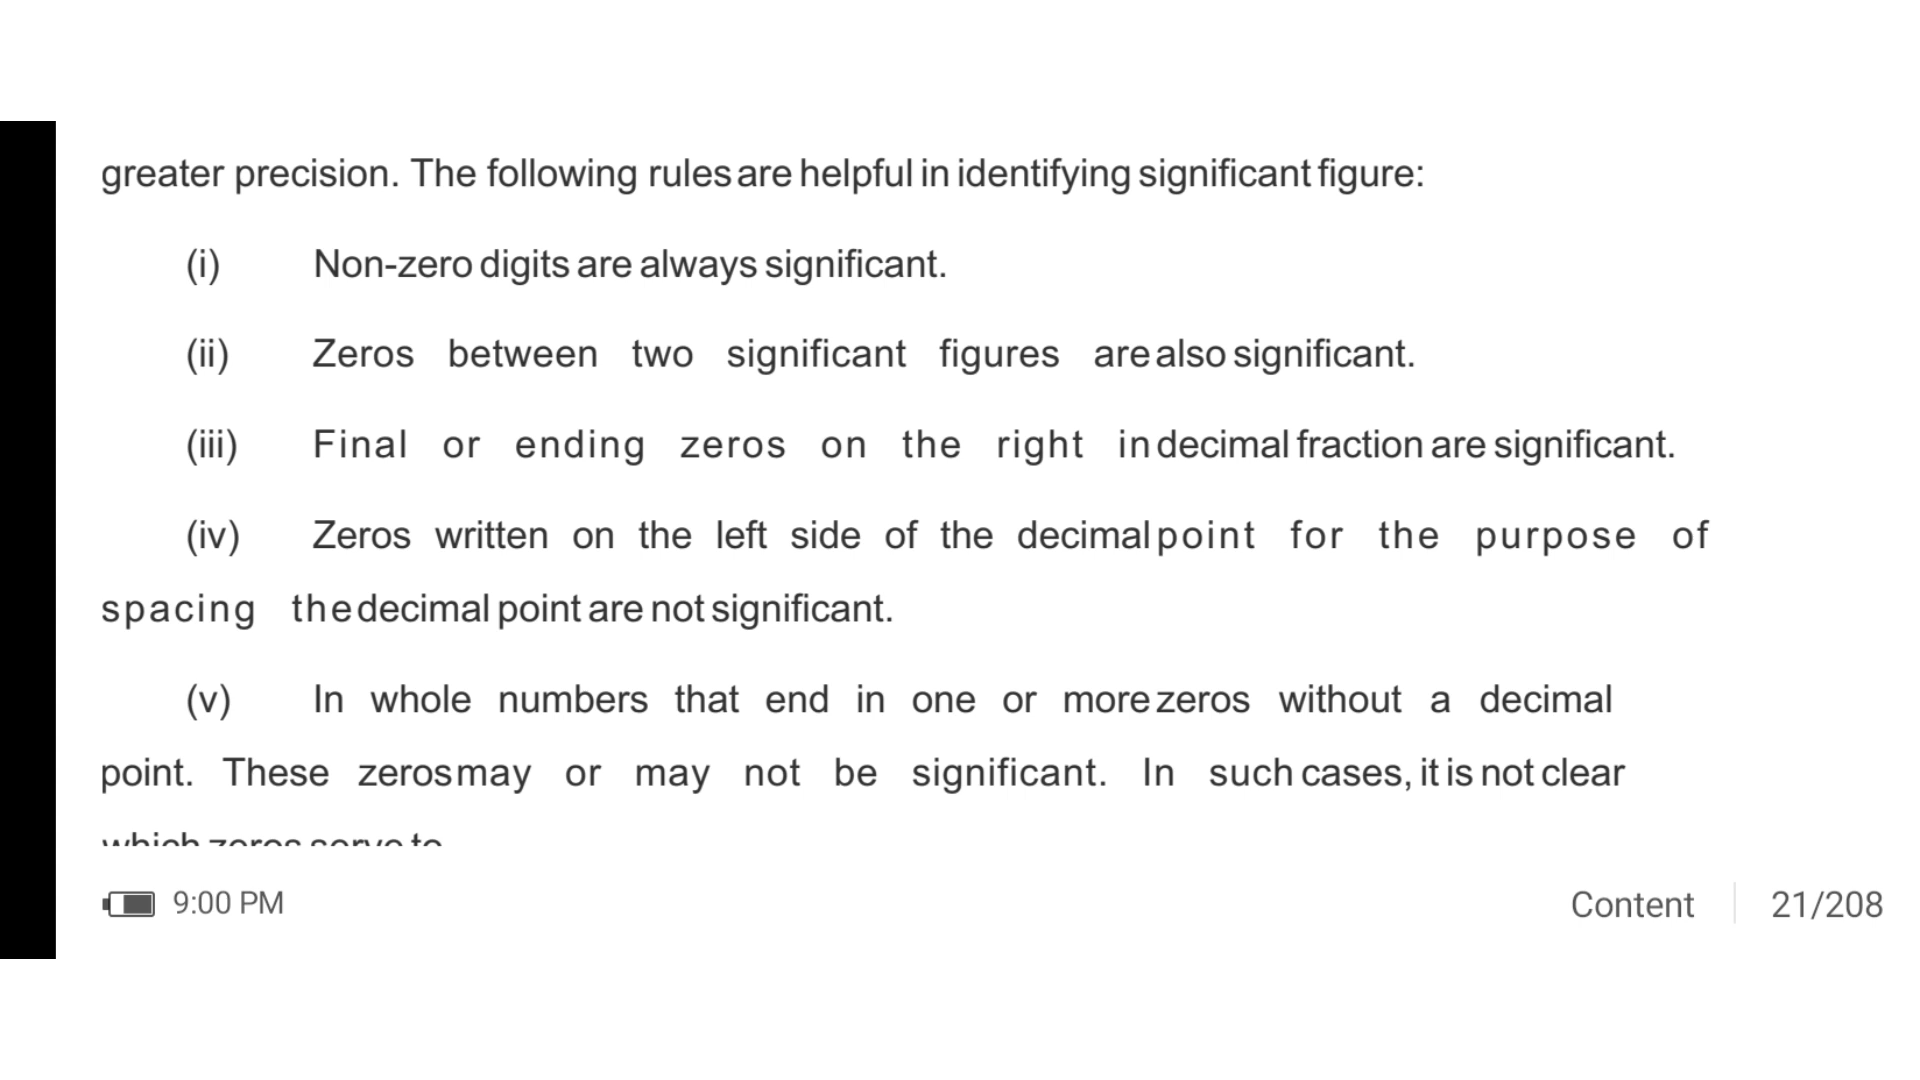 greater precision. The following rules are helpful in identifying significant figure:
(i) Non-zero digits are always significant.
(ii) Zeros between two significant figures are also significant.
(iii) Final or ending zeros on the right in decimal fraction are significant.
(iv) Zeros written on the left side of the decimal point for the purpose of
spacing the decimal point are not significant.
(v) In whole numbers that end in one or more zeros without a decimal
point. These zeros may or may not be significant. In such cases, it is not clear
which zeros serve to
9:00 PM Content 21/208